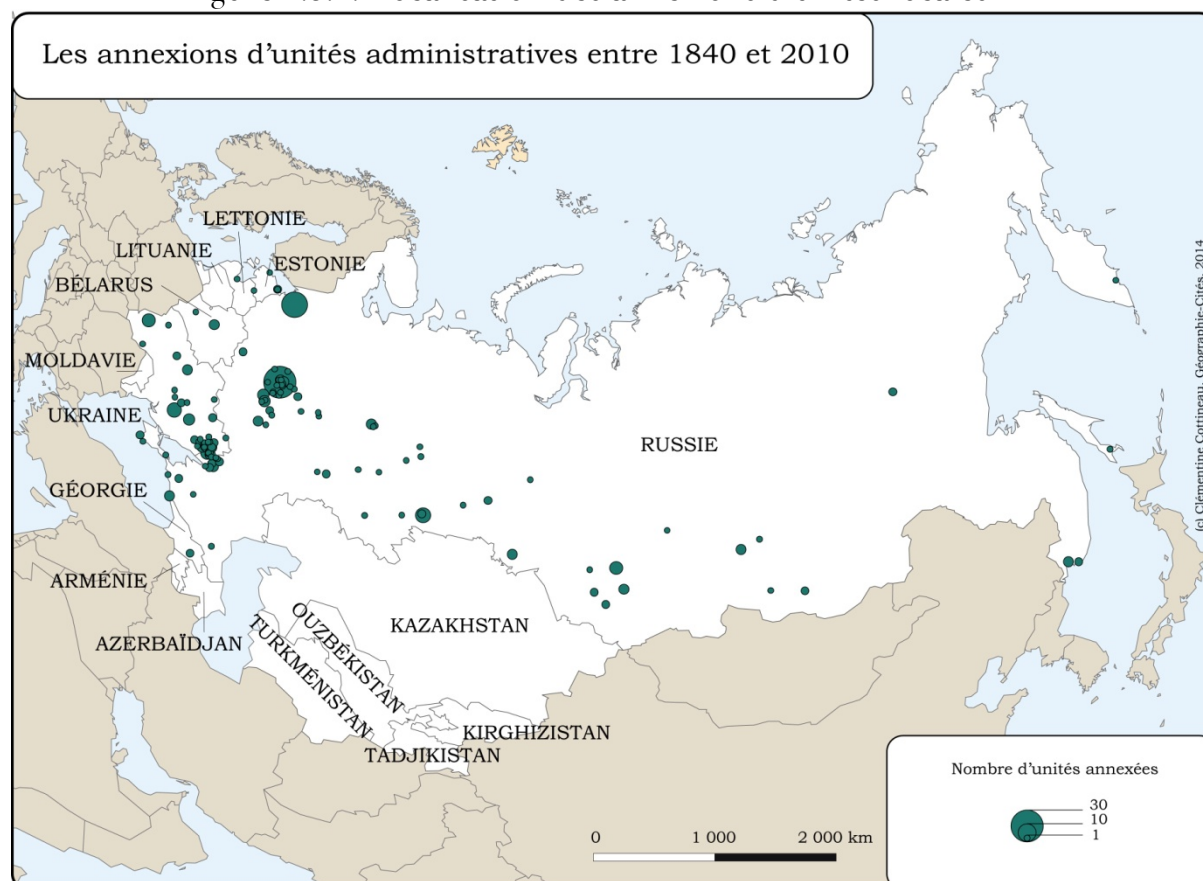 Les annexions d'unités administratives entre 1840 et 2010
LETTONIE
LITUANIE
ESTONIE
BÉLARUS
MOLDAVIE
UKRAINE
RUSSIE
GÉORGIE
ARMÉNIE
AZERBAÏDJAN
OUZBÉKISTAN
KAZAKHSTAN
TURKMÉNISTAN
KIRGHIZISTAN
TADJIKISTAN
(c) Clémentine Cottineau, Géographie-Cités, 2014
Nombre d'unités annexées
30
10
1
0 1 000 2 000 km